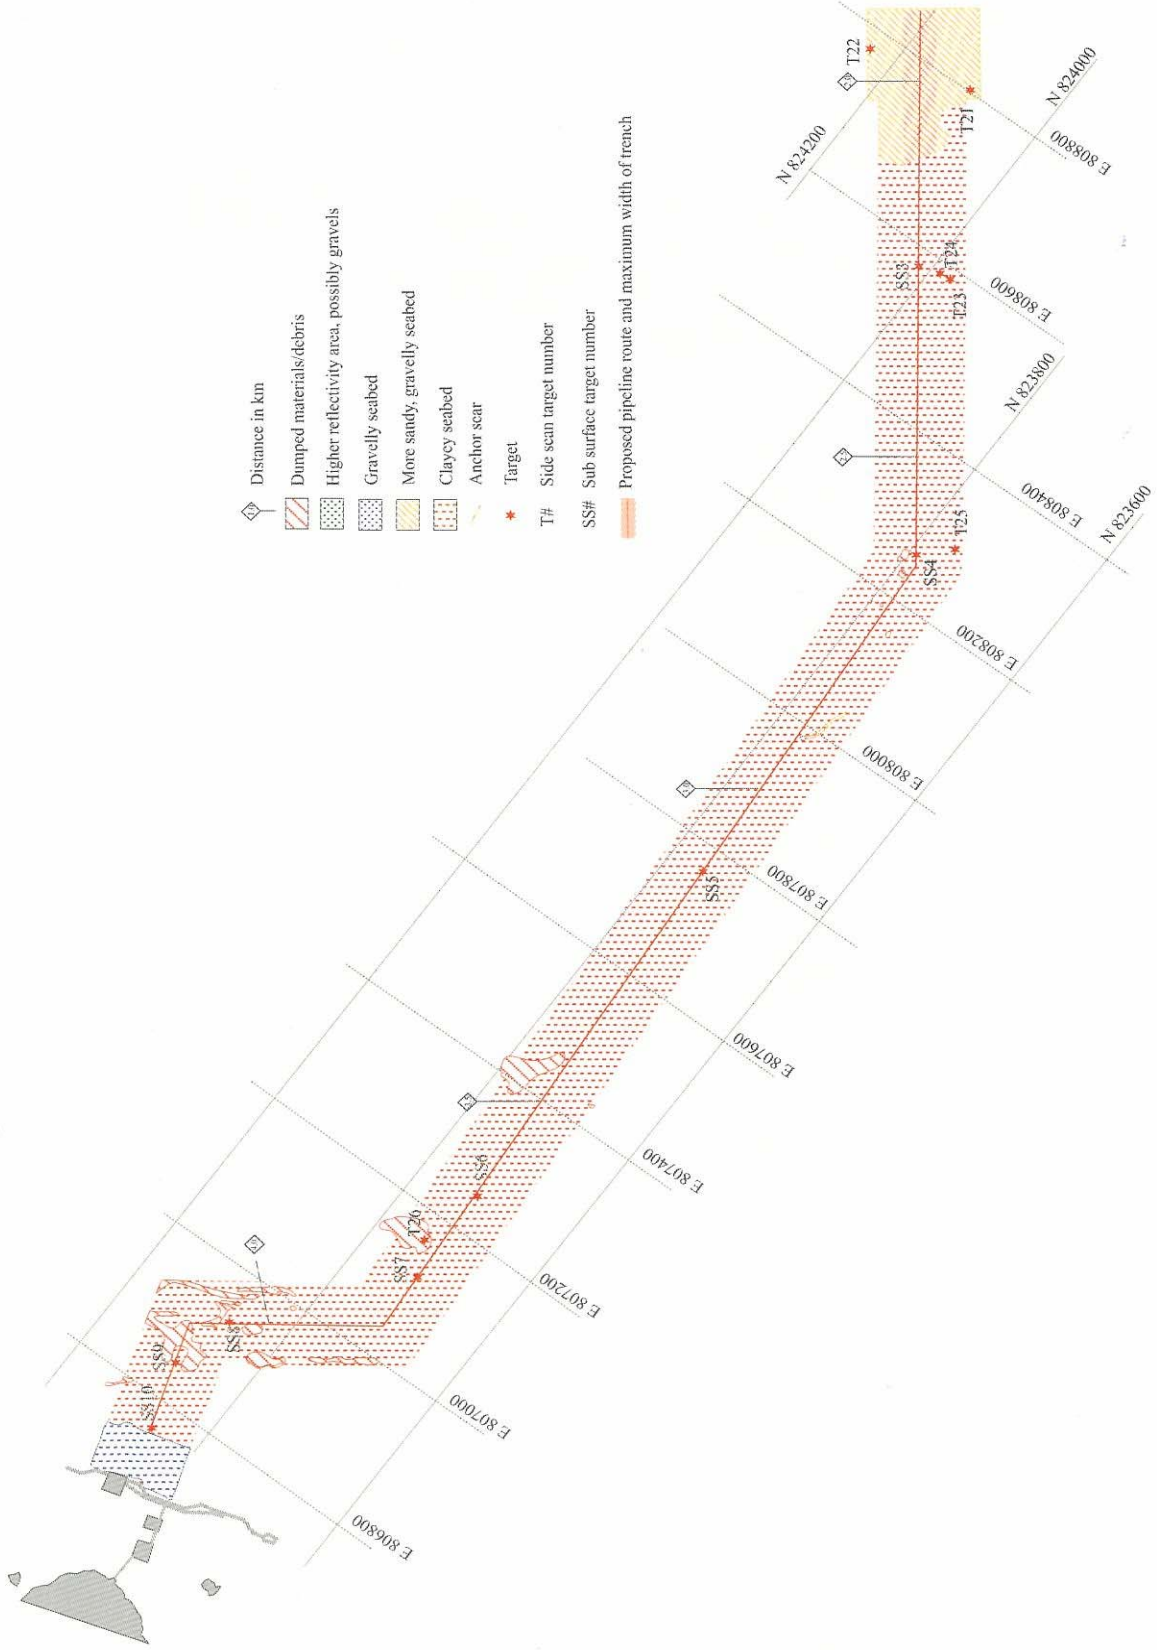 Distance in km
Dumped materials/debris
Higher reflectivity area, possibly gravels
Gravelly seabed
More sandy, gravelly seabed
Clayey seabed
Anchor scar
Target
T# Side scan target number
SS# Sub surface target number
Proposed pipeline route and maximum width of trench
SS10
SS9
SS8
SS7
T26
SS6
SS5
SS4
T25
SS3
T23
T24
T22
T21
N 824200
N 824000
N 823800
N 823600
E 806800
E 807000
E 807200
E 807400
E 807600
E 807800
E 808000
E 808200
E 808400
E 808600
E 808800